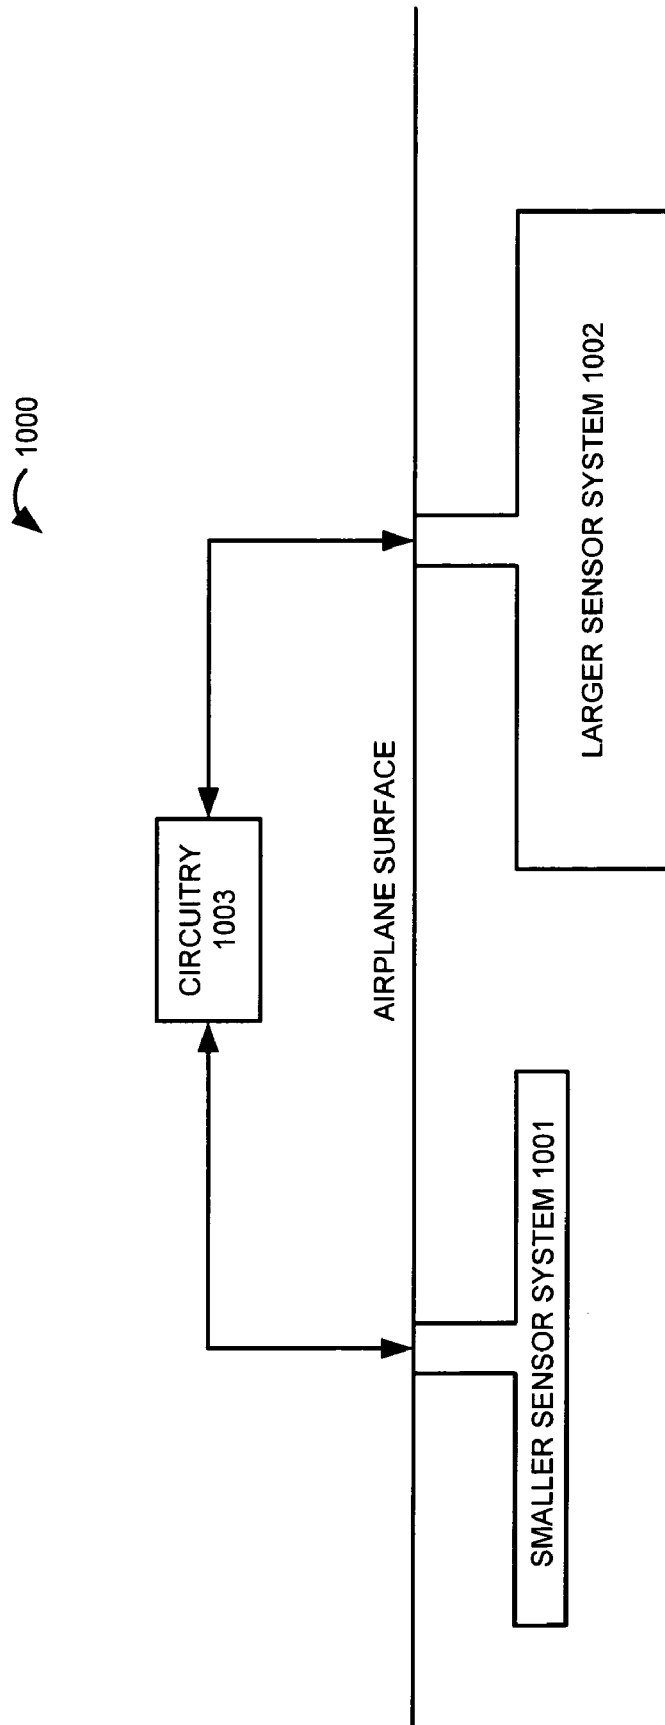 1000
CIRCUITRY
1003
AIRPLANE SURFACE
SMALLER SENSOR SYSTEM 1001
LARGER SENSOR SYSTEM 1002